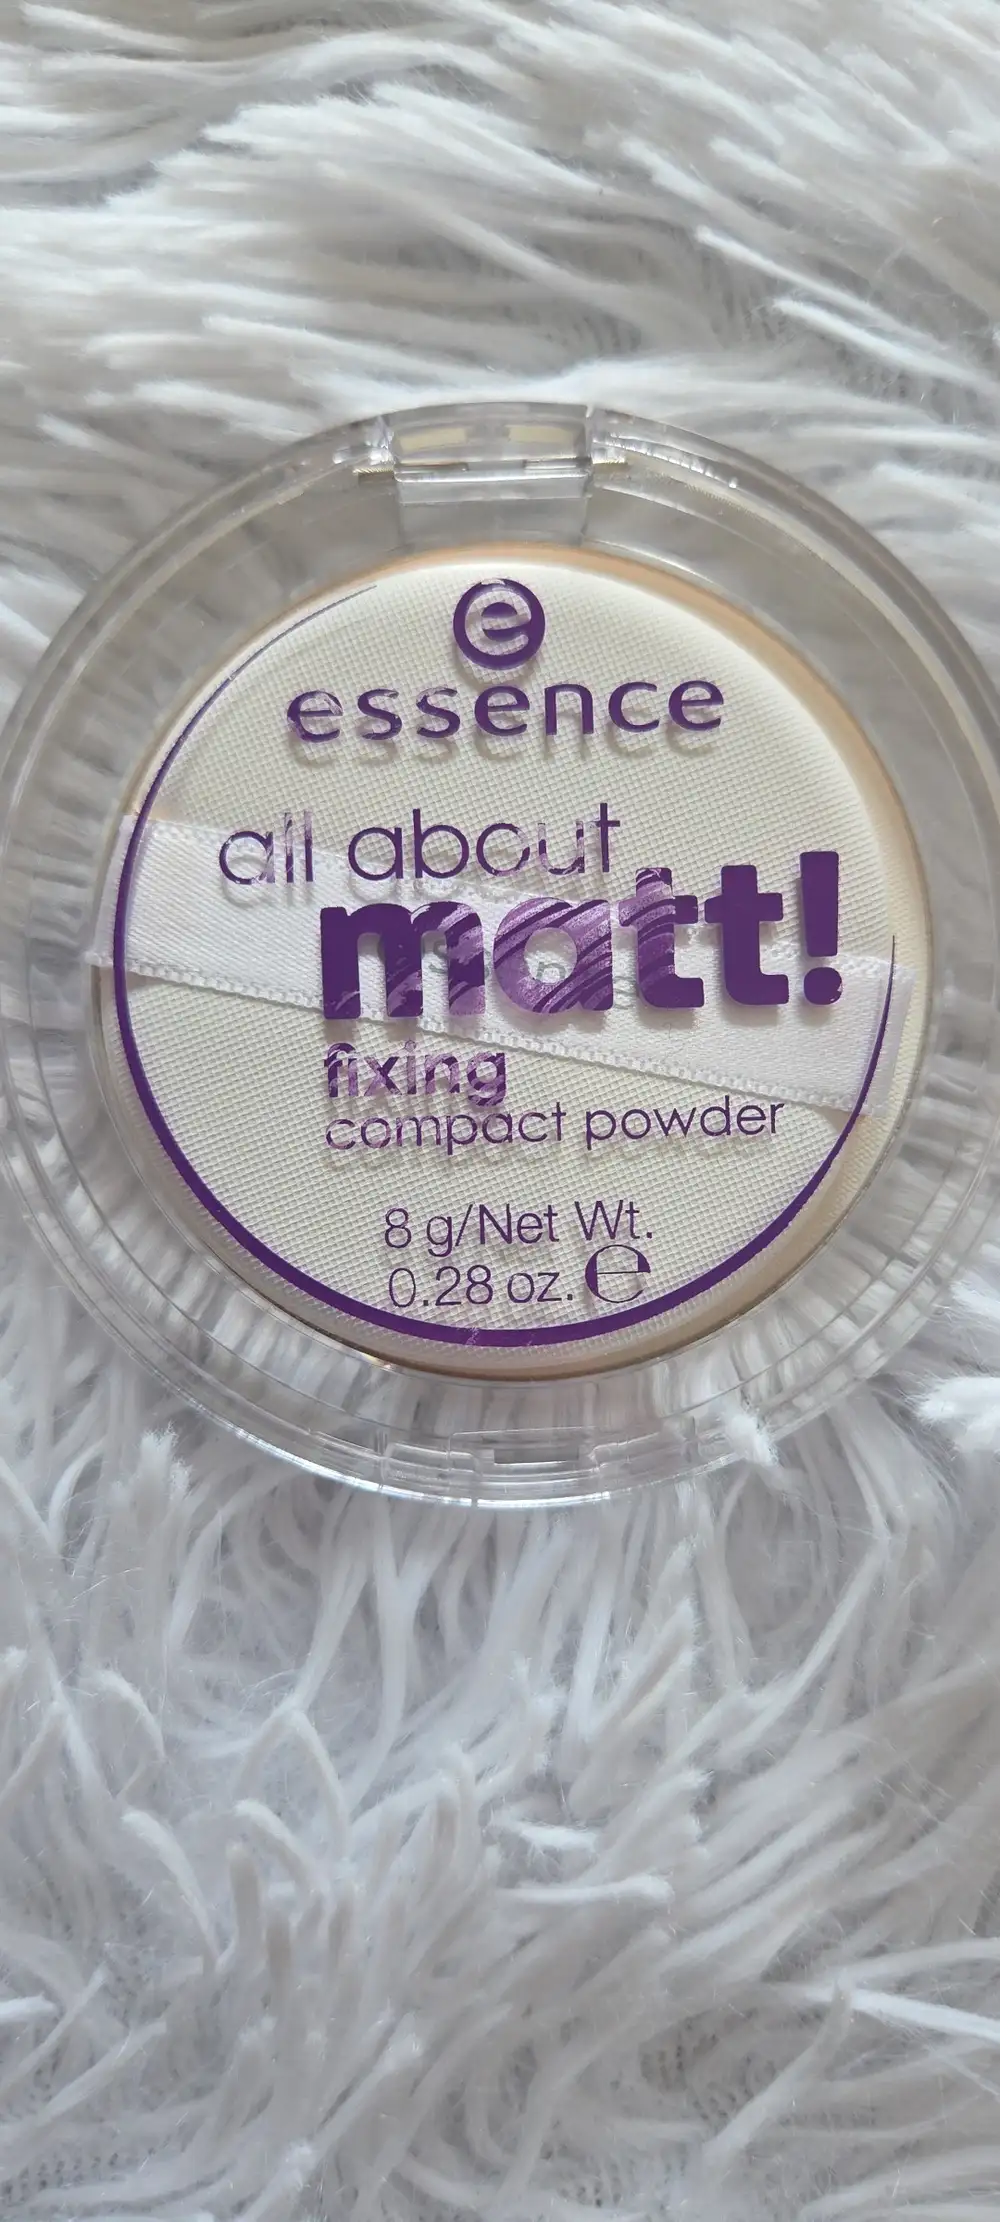 e
essence
all about
matt!
fixing
compact powder
8 g/Net Wt.
0.28 oz. ℮